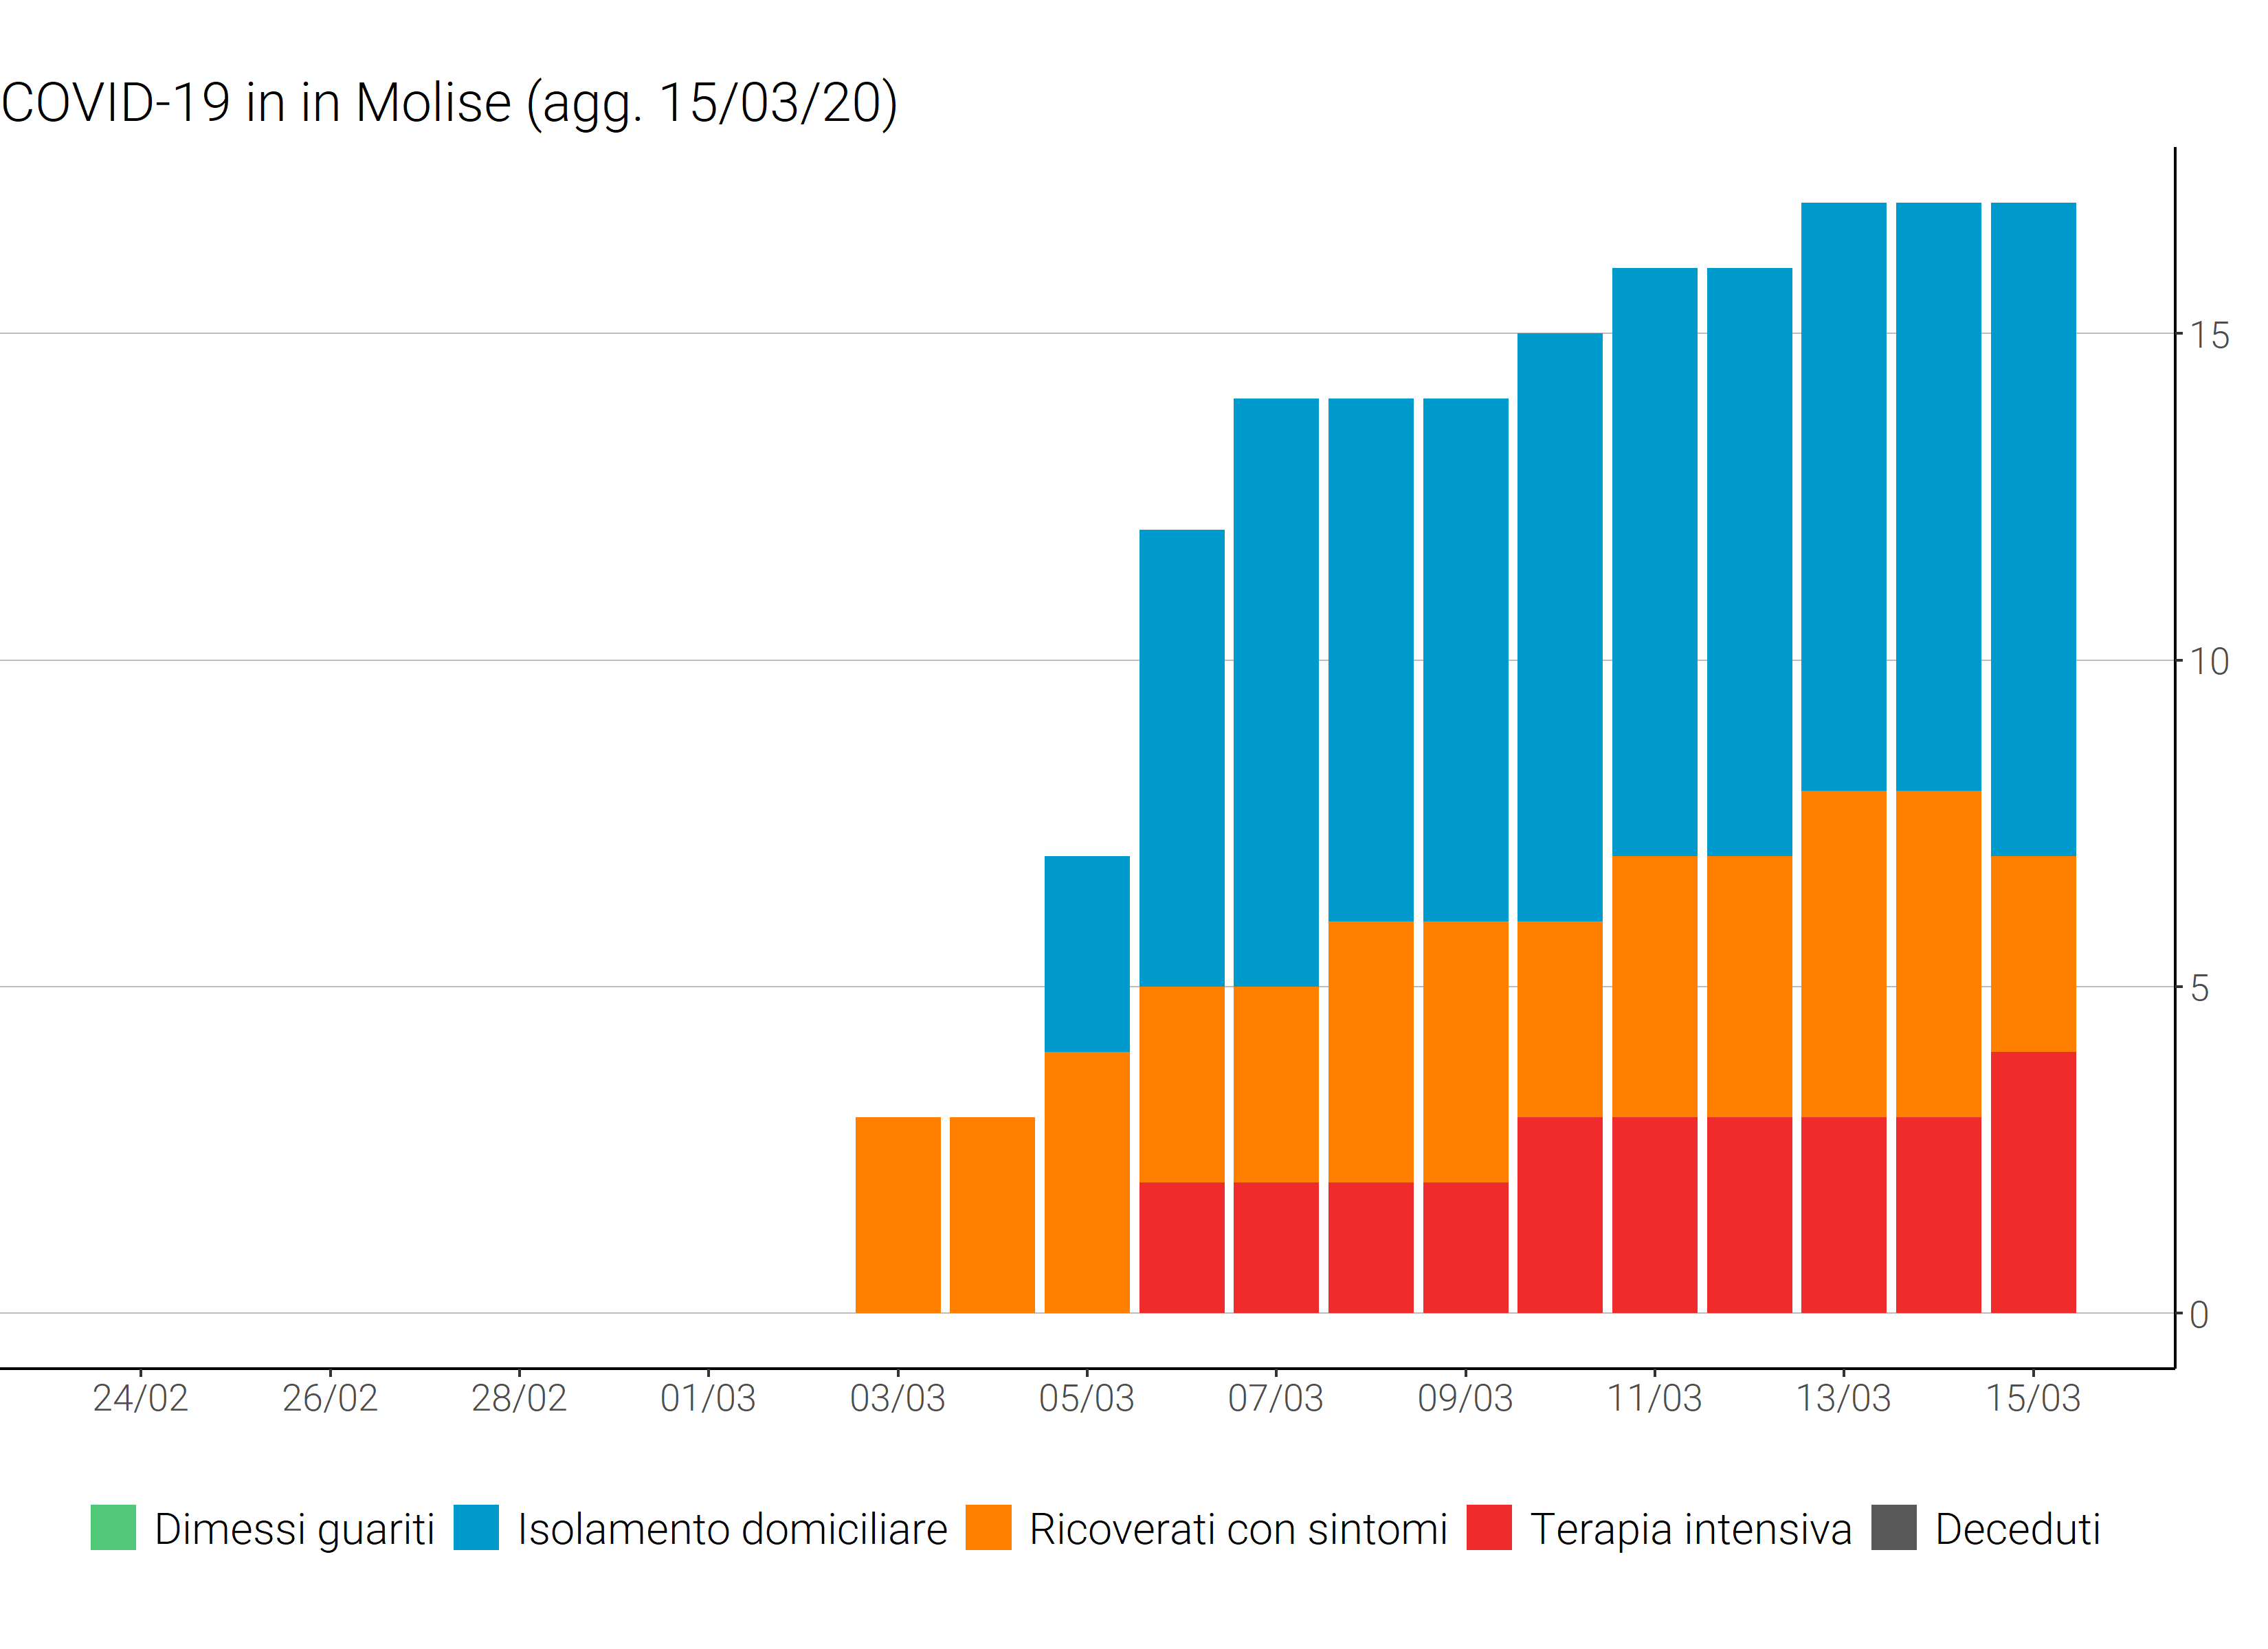 COVID-19 in in Molise (agg. 15/03/20)
15
10
5
0
24/02 26/02 28/02 01/03 03/03 05/03 07/03 09/03 11/03 13/03 15/03
Dimessi guariti Isolamento domiciliare Ricoverati con sintomi Terapia intensiva Deceduti